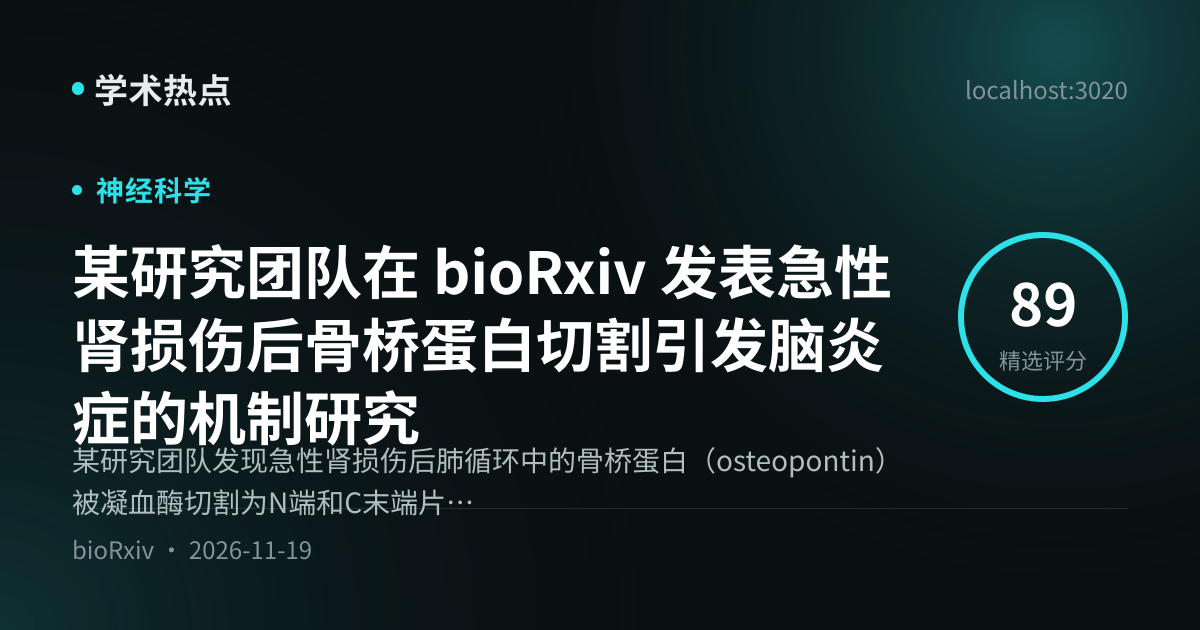 学术热点
localhost:3020
神经科学
某研究团队在 bioRxiv 发表急性
肾损伤后骨桥蛋白切割引发脑炎
症的机制研究
89
精选评分
某研究团队发现急性肾损伤后肺循环中的骨桥蛋白（osteopontin）
被凝血酶切割为N端和C末端片…
bioRxiv • 2026-11-19